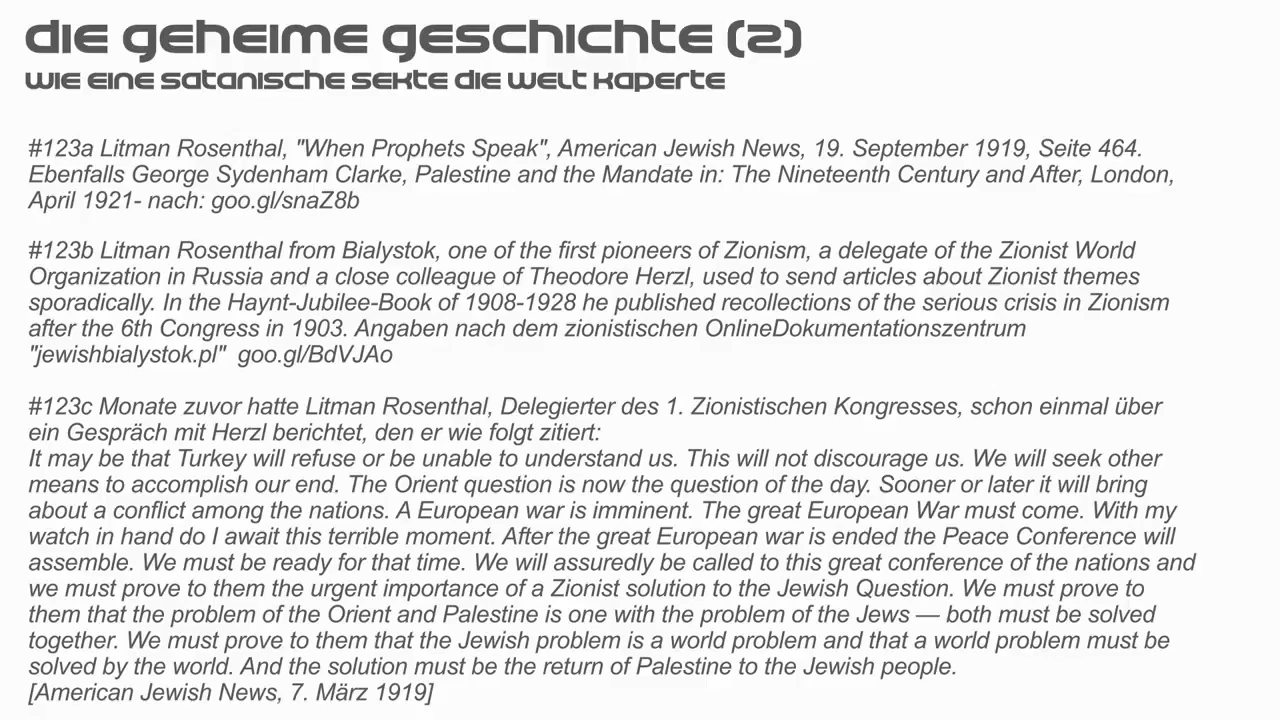 Die geheime Geschichte (2)
Wie eine satanische Sekte die Welt kaperte
#123a Litman Rosenthal, "When Prophets Speak", American Jewish News, 19. September 1919, Seite 464.
Ebenfalls George Sydenham Clarke, Palestine and the Mandate in: The Nineteenth Century and After, London,
April 1921- nach: goo.gl/snaZ8b
#123b Litman Rosenthal from Bialystok, one of the first pioneers of Zionism, a delegate of the Zionist World
Organization in Russia and a close colleague of Theodore Herzl, used to send articles about Zionist themes
sporadically. In the Haynt-Jubilee-Book of 1908-1928 he published recollections of the serious crisis in Zionism
after the 6th Congress in 1903. Angaben nach dem zionistischen OnlineDokumentationszentrum
"jewishbialystok.pl"  goo.gl/BdVJAo
#123c Monate zuvor hatte Litman Rosenthal, Delegierter des 1. Zionistischen Kongresses, schon einmal über
ein Gespräch mit Herzl berichtet, den er wie folgt zitiert:
It may be that Turkey will refuse or be unable to understand us. This will not discourage us. We will seek other
means to accomplish our end. The Orient question is now the question of the day. Sooner or later it will bring
about a conflict among the nations. A European war is imminent. The great European War must come. With my
watch in hand do I await this terrible moment. After the great European war is ended the Peace Conference will
assemble. We must be ready for that time. We will assuredly be called to this great conference of the nations and
we must prove to them the urgent importance of a Zionist solution to the Jewish Question. We must prove to
them that the problem of the Orient and Palestine is one with the problem of the Jews — both must be solved
together. We must prove to them that the Jewish problem is a world problem and that a world problem must be
solved by the world. And the solution must be the return of Palestine to the Jewish people.
[American Jewish News, 7. März 1919]